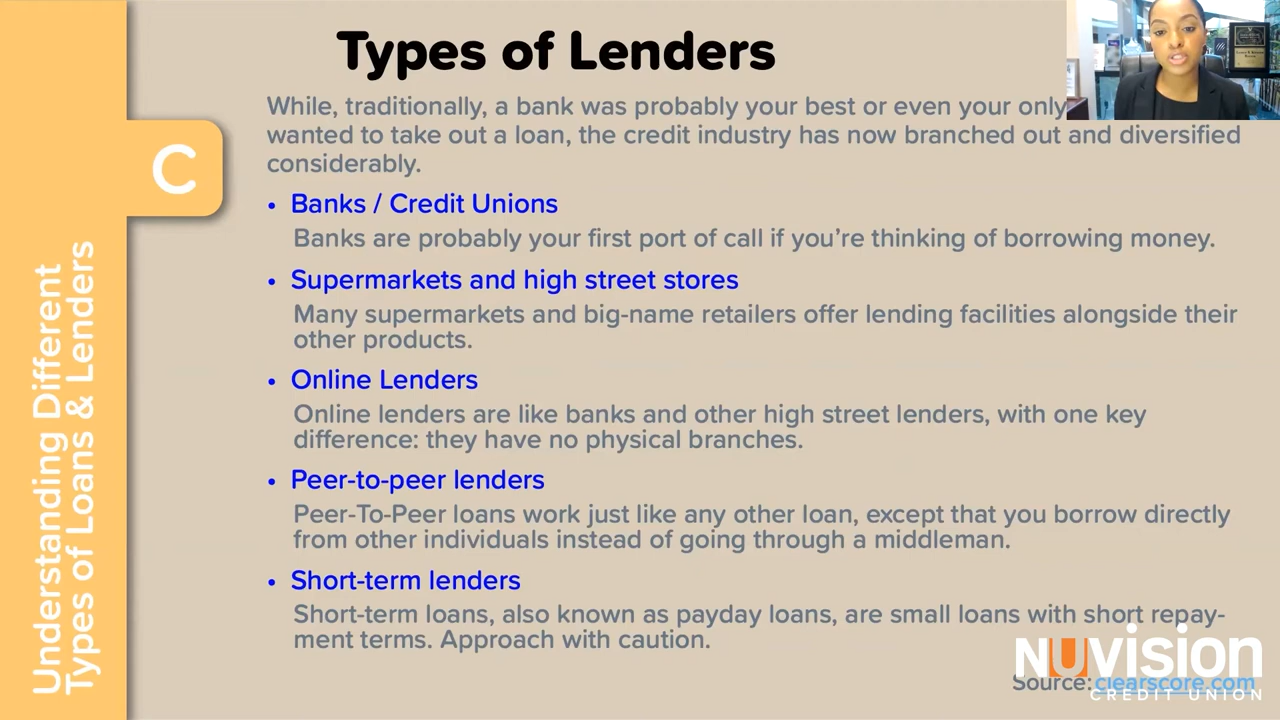 Types of Lenders
While, traditionally, a bank was probably your best or even your only
wanted to take out a loan, the credit industry has now branched out and diversified
considerably.
• Banks / Credit Unions
Banks are probably your first port of call if you're thinking of borrowing money.
• Supermarkets and high street stores
Many supermarkets and big-name retailers offer lending facilities alongside their
other products.
• Online Lenders
Online lenders are like banks and other high street lenders, with one key
difference: they have no physical branches.
• Peer-to-peer lenders
Peer-To-Peer loans work just like any other loan, except that you borrow directly
from other individuals instead of going through a middleman.
• Short-term lenders
Short-term loans, also known as payday loans, are small loans with short repay-
ment terms. Approach with caution.
Source: clearscore.com
C
Understanding Different
Types of Loans & Lenders
NUvision
CREDIT UNION